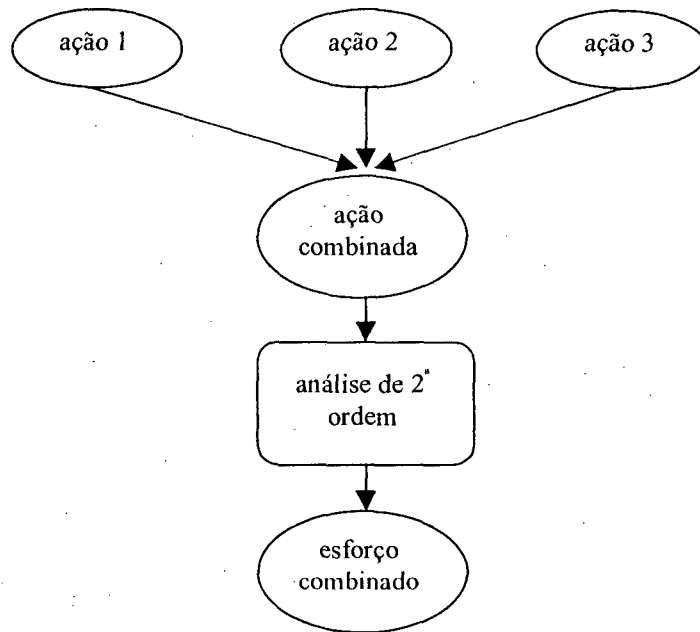 ação 1
ação 2
ação 3
ação
combinada
análise de 2ª
ordem
esforço
combinado